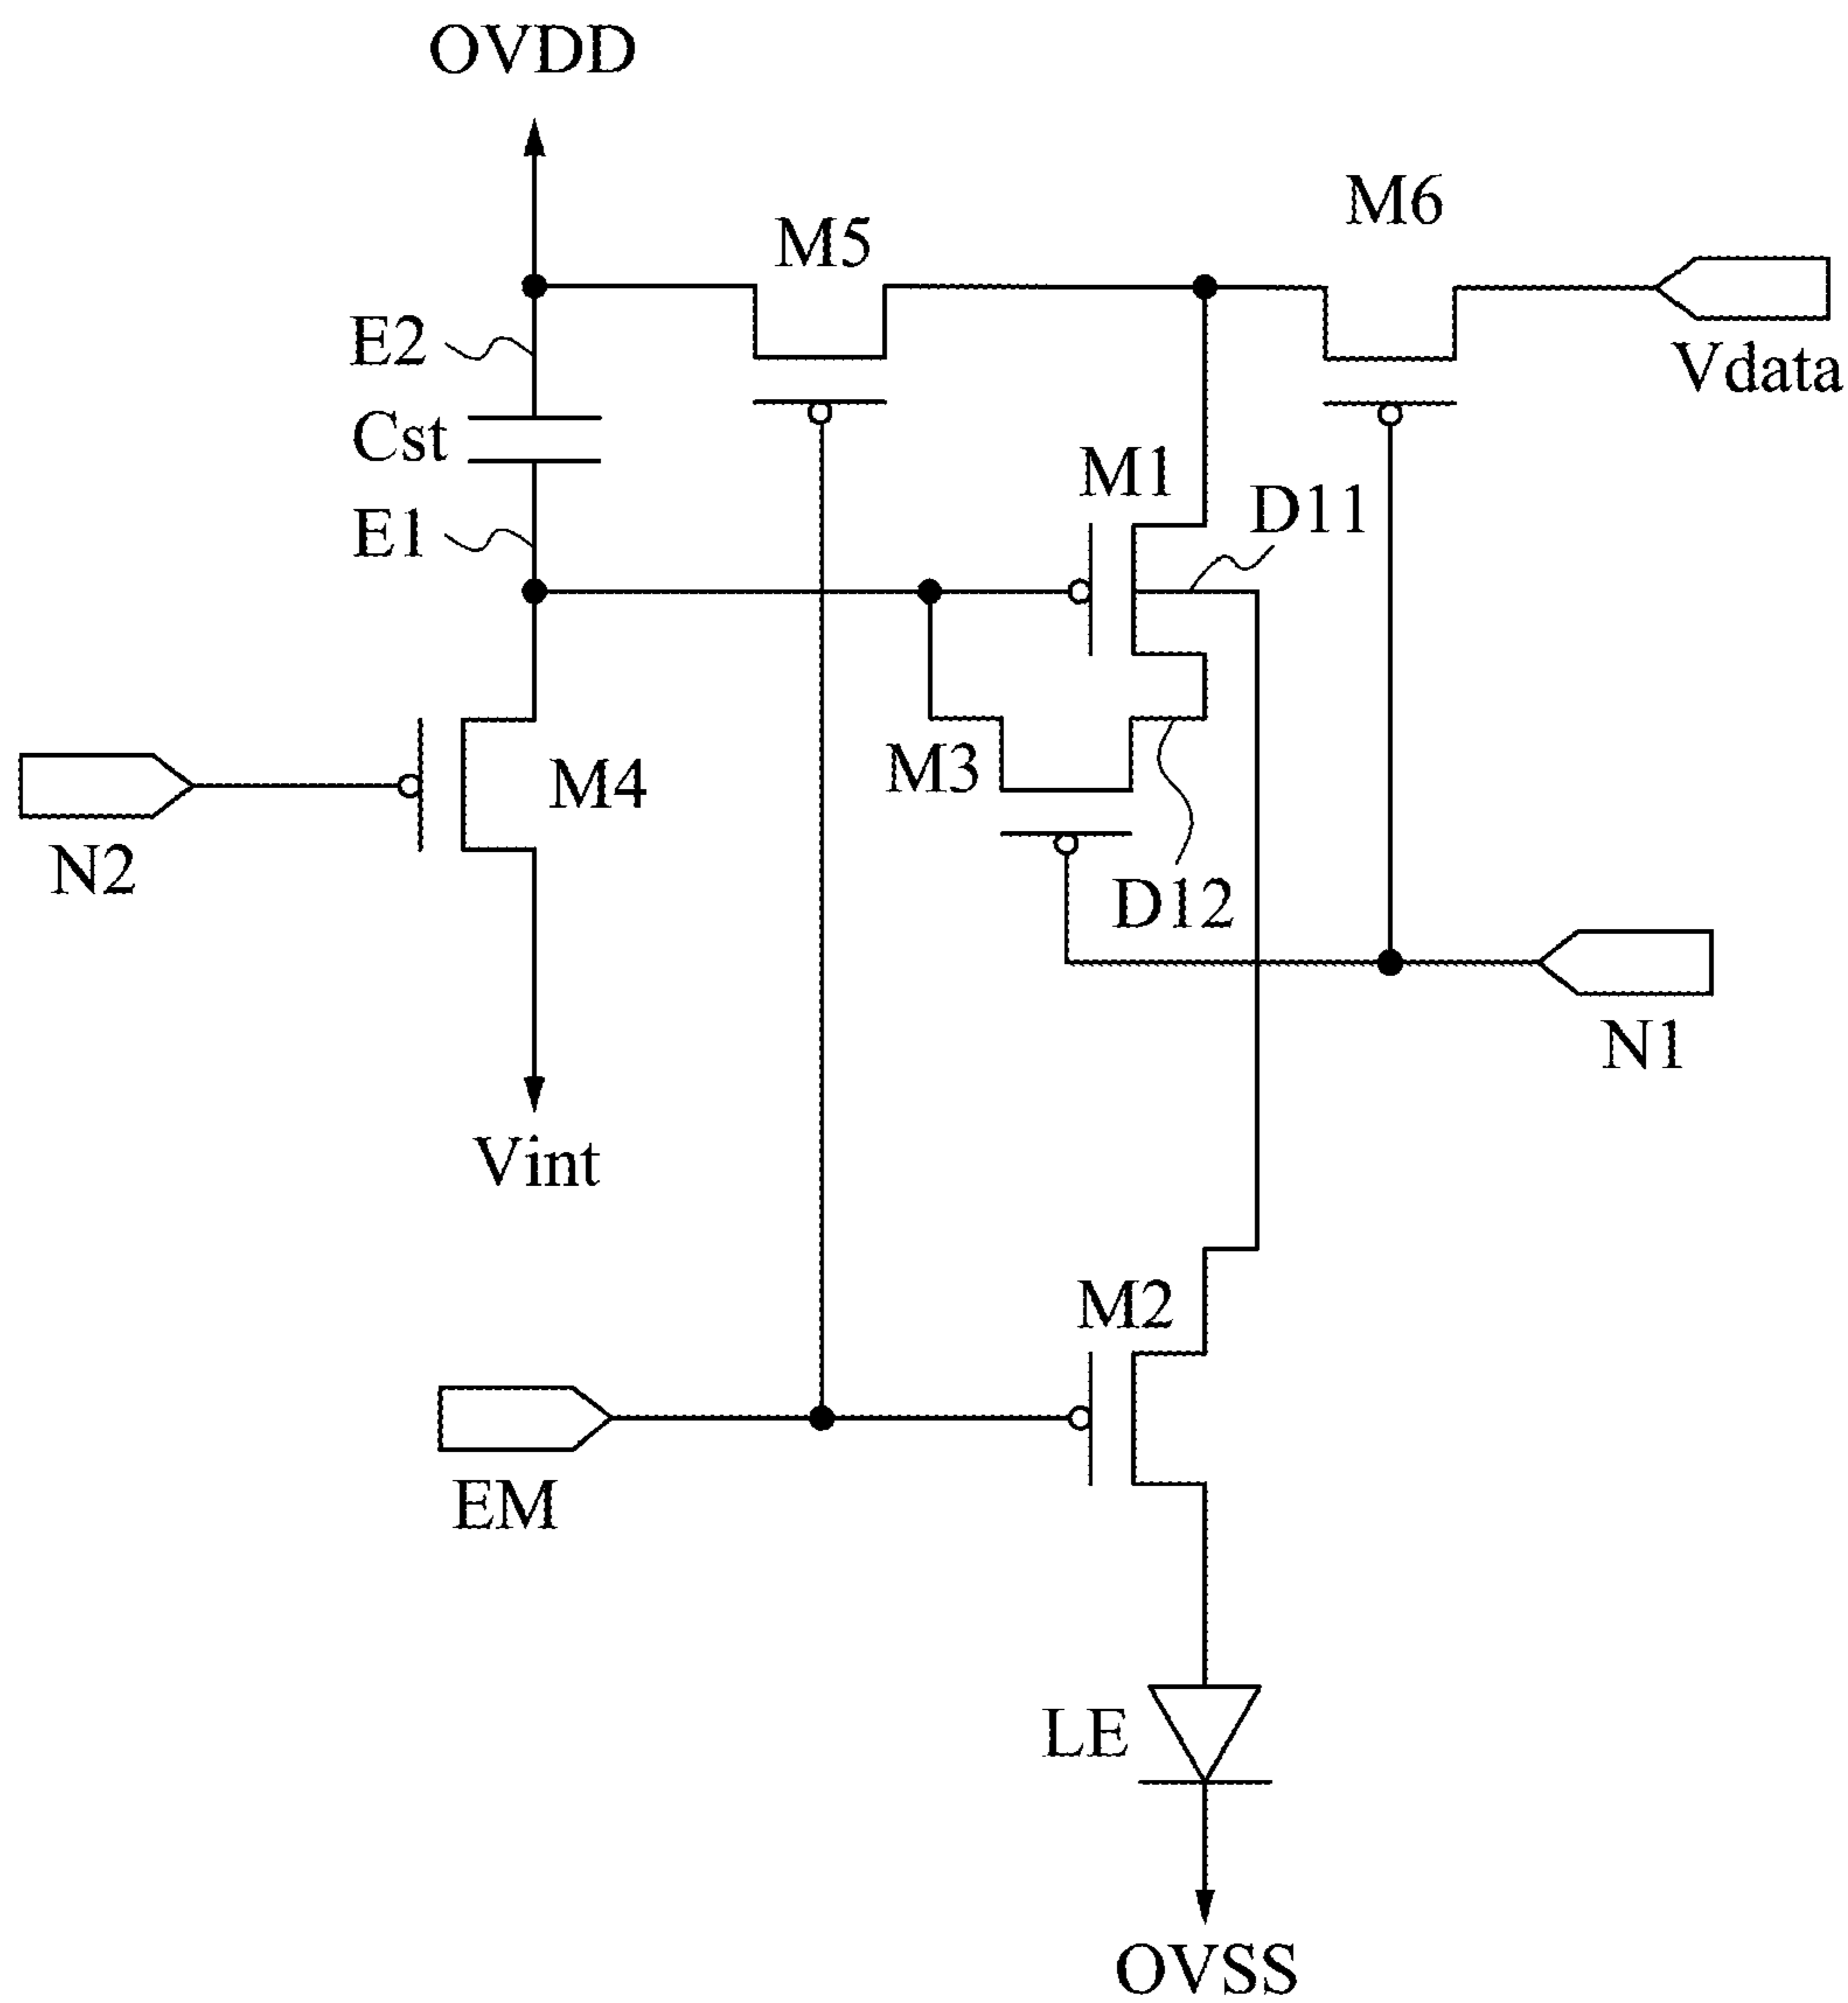 OVDD
M6
M5
E2
Vdata
Cst
M1
D11
E1
M3
M4
N2
D12
N1
Vint
M2
EM
LE
OVSS